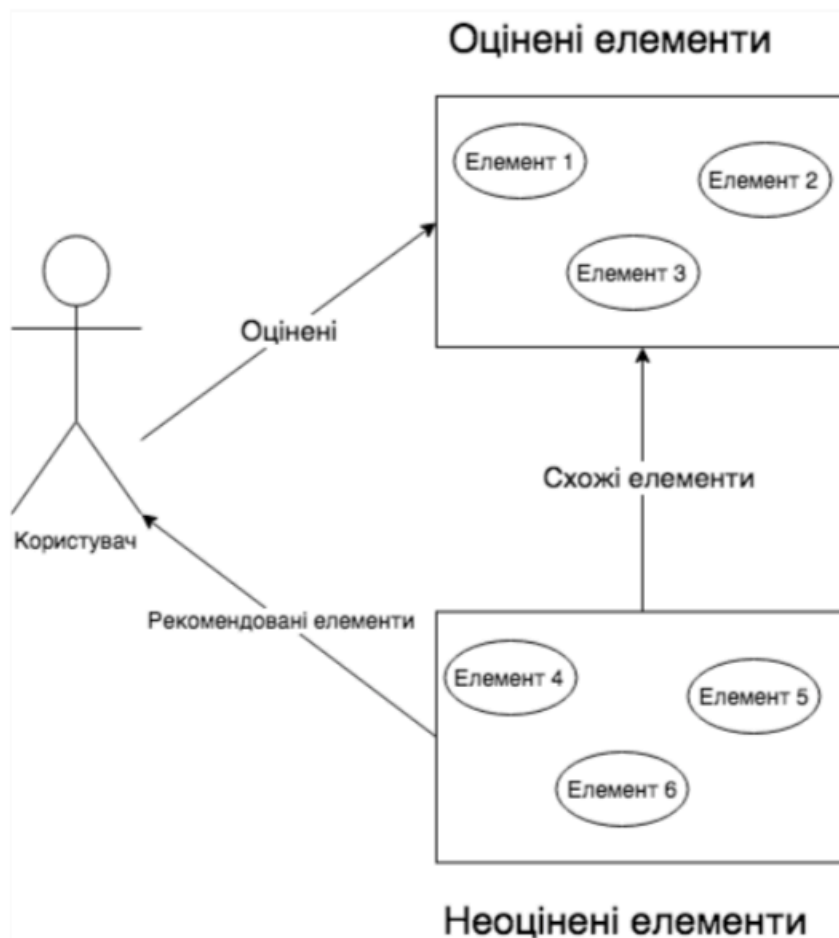 Оцінені елементи
Елемент 1
Елемент 2
Елемент 3
Оцінені
Схожі елементи
Користувач
Рекомендовані елементи
Елемент 4
Елемент 5
Елемент 6
Неоцінені елементи